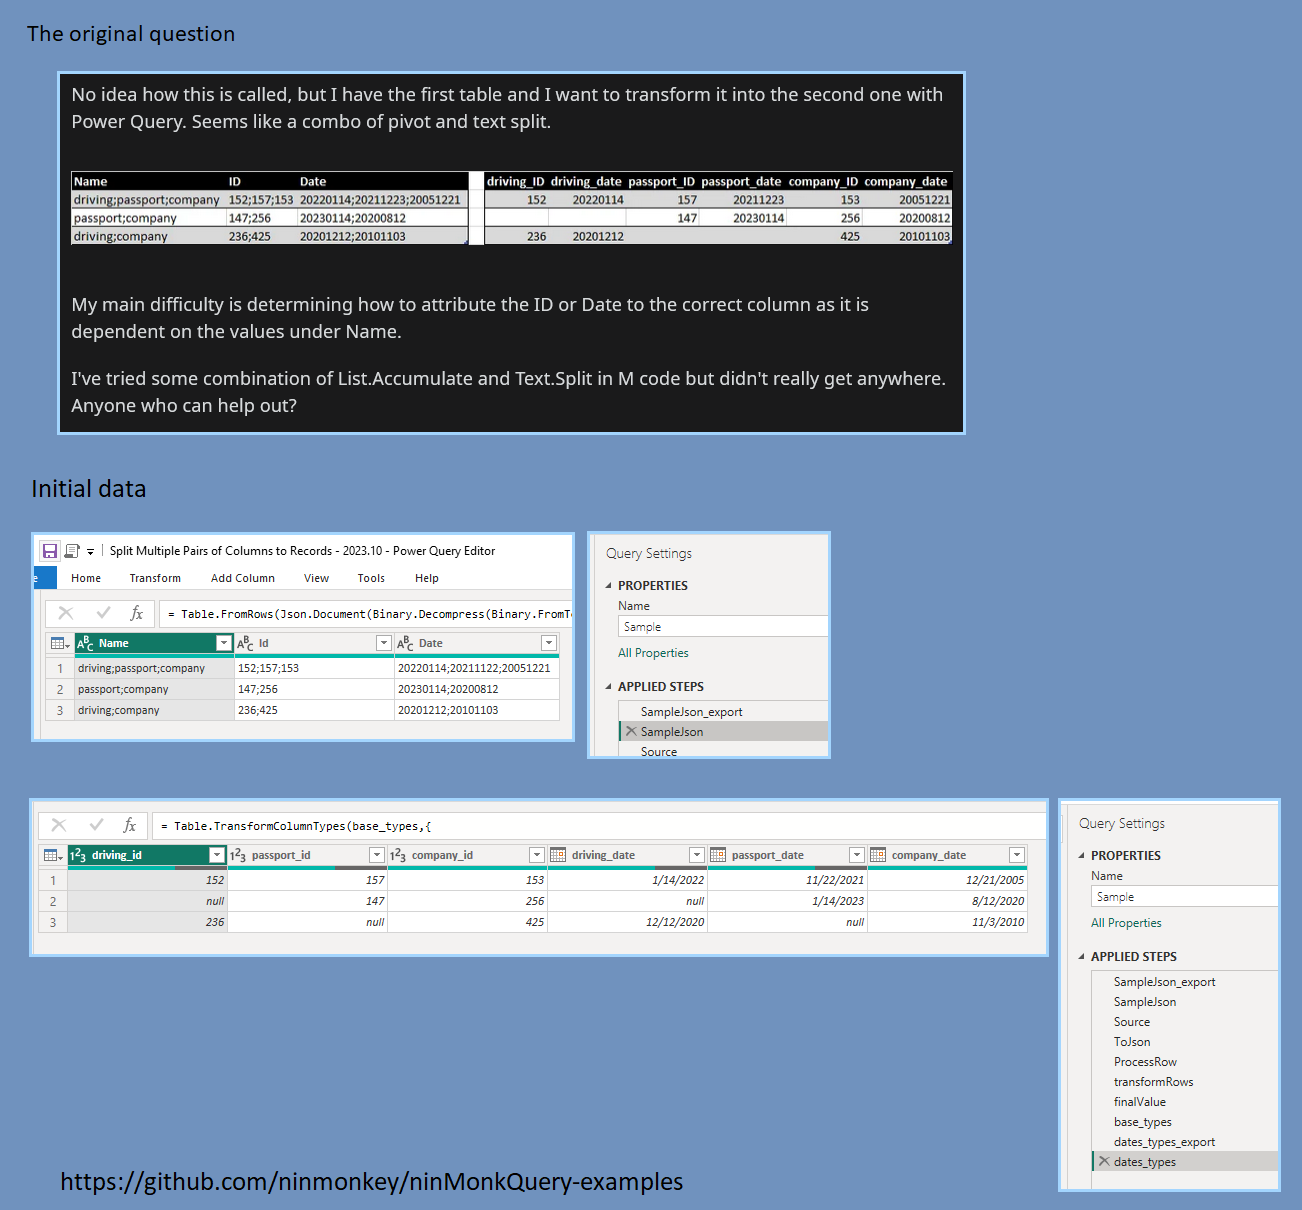 The original question
No idea how this is called, but I have the first table and I want to transform it into the second one with
Power Query. Seems like a combo of pivot and text split.
Name ID Date driving_ID driving_date passport_ID passport_date company_ID company_date
driving;passport;company 152;157;153 20220114;20211223;20051221 152 20220114 157 20211223 153 20051221
passport;company 147;256 20230114;20200812 147 20230114 256 20200812
driving;company 236;425 20201212;20101103 236 20201212 425 20101103
My main difficulty is determining how to attribute the ID or Date to the correct column as it is
dependent on the values under Name.
I've tried some combination of List.Accumulate and Text.Split in M code but didn't really get anywhere.
Anyone who can help out?
Initial data
Split Multiple Pairs of Columns to Records - 2023.10 - Power Query Editor
e Home Transform Add Column View Tools Help
fx = Table.FromRows(Json.Document(Binary.Decompress(Binary.FromTe
ABC Name ABC Id ABC Date
1 driving;passport;company 152;157;153 20220114;20211122;20051221
2 passport;company 147;256 20230114;20200812
3 driving;company 236;425 20201212;20101103
Query Settings
PROPERTIES
Name
Sample
All Properties
APPLIED STEPS
SampleJson_export
SampleJson
Source
fx = Table.TransformColumnTypes(base_types,{
123 driving_id 123 passport_id 123 company_id driving_date passport_date company_date
1 152 157 153 1/14/2022 11/22/2021 12/21/2005
2 null 147 256 null 1/14/2023 8/12/2020
3 236 null 425 12/12/2020 null 11/3/2010
Query Settings
PROPERTIES
Name
Sample
All Properties
APPLIED STEPS
SampleJson_export
SampleJson
Source
ToJson
ProcessRow
transformRows
finalValue
base_types
dates_types_export
dates_types
https://github.com/ninmonkey/ninMonkQuery-examples